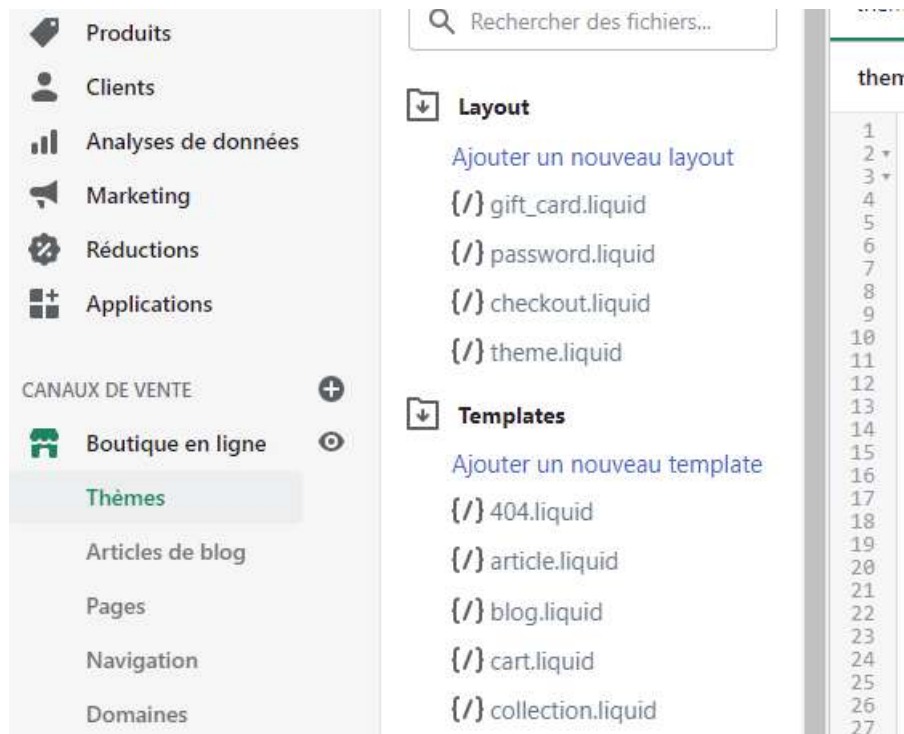 Produits
Clients
Analyses de données
Marketing
Réductions
Applications
CANAUX DE VENTE
Boutique en ligne
Thèmes
Articles de blog
Pages
Navigation
Domaines
Rechercher des fichiers...
Layout
Ajouter un nouveau layout
{/} gift_card.liquid
{/} password.liquid
{/} checkout.liquid
{/} theme.liquid
Templates
Ajouter un nouveau template
{/} 404.liquid
{/} article.liquid
{/} blog.liquid
{/} cart.liquid
{/} collection.liquid
1
2
3
4
5
6
7
8
9
10
11
12
13
14
15
16
17
18
19
20
21
22
23
24
25
26
27